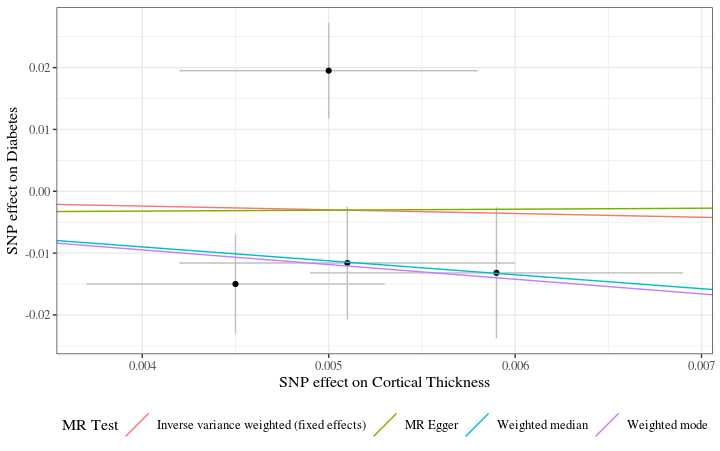 SNP effect on Diabetes
0.02
0.01
0.00
-0.01
-0.02
0.004 0.005 0.006 0.007
SNP effect on Cortical Thickness
MR Test Inverse variance weighted (fixed effects) MR Egger Weighted median Weighted mode